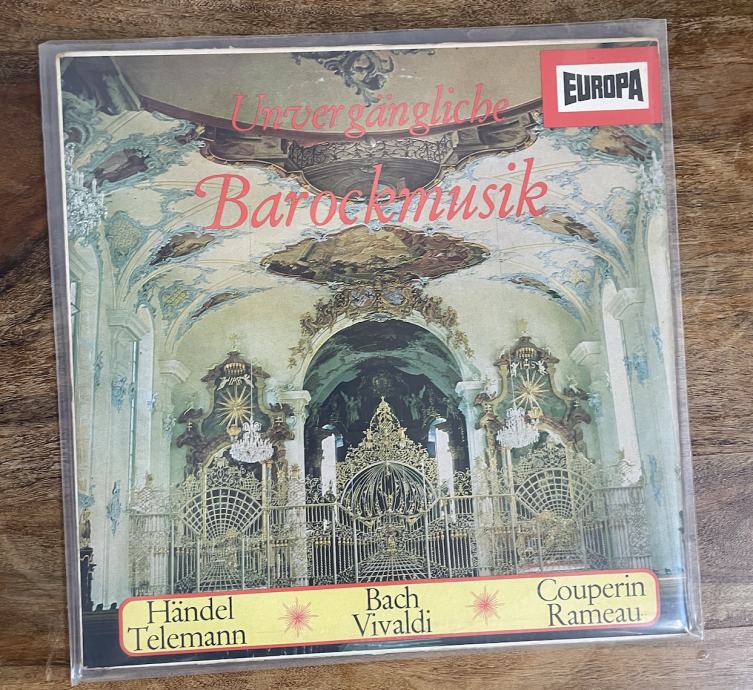 Unvergängliche
EUROPA
Barockmusik
Händel
Telemann
Bach
Vivaldi
Couperin
Rameau